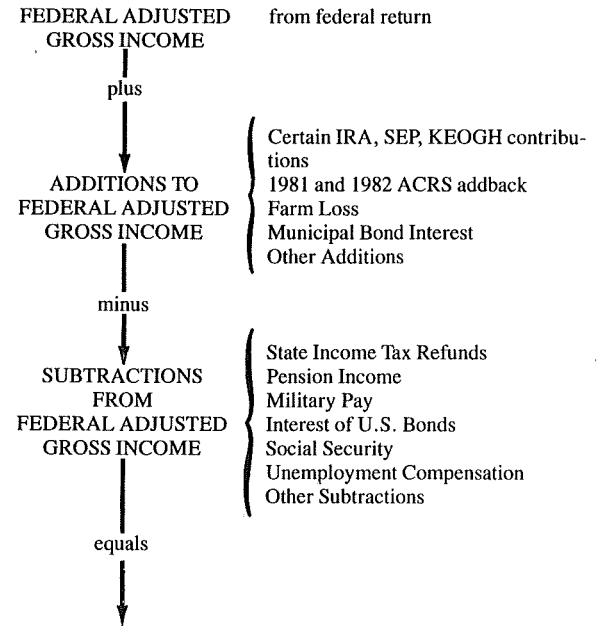 FEDERAL ADJUSTED GROSS INCOME
from federal return
plus
ADDITIONS TO
FEDERAL ADJUSTED
GROSS INCOME
Certain IRA, SEP, KEOGH contribu-
tions
1981 and 1982 ACRS addback
Farm Loss
Municipal Bond Interest
Other Additions
minus
SUBTRACTIONS
FROM
FEDERAL ADJUSTED
GROSS INCOME
State Income Tax Refunds
Pension Income
Military Pay
Interest of U.S. Bonds
Social Security
Unemployment Compensation
Other Subtractions
equals